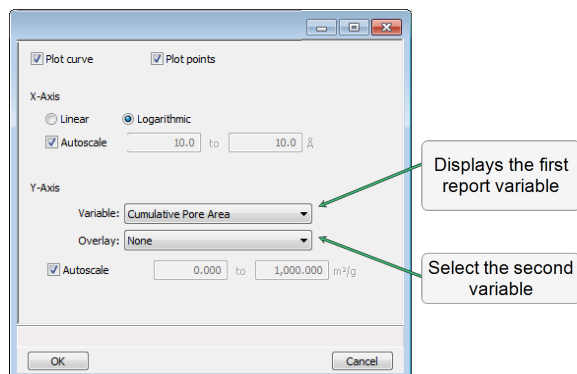 Plot curve Plot points
X-Axis
Linear Logarithmic
Autoscale 10.0 to 10.0 Å
Y-Axis
Variable: Cumulative Pore Area
Overlay: None
Autoscale 0.000 to 1,000.000 m²/g
OK Cancel
Displays the first
report variable
Select the second
variable